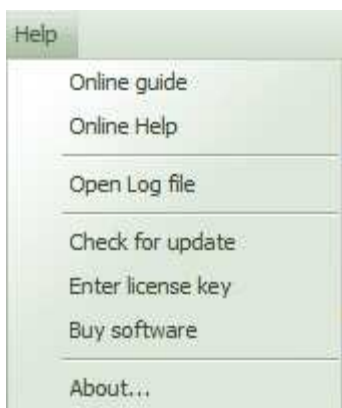 Help
Online guide
Online Help
Open Log file
Check for update
Enter license key
Buy software
About...